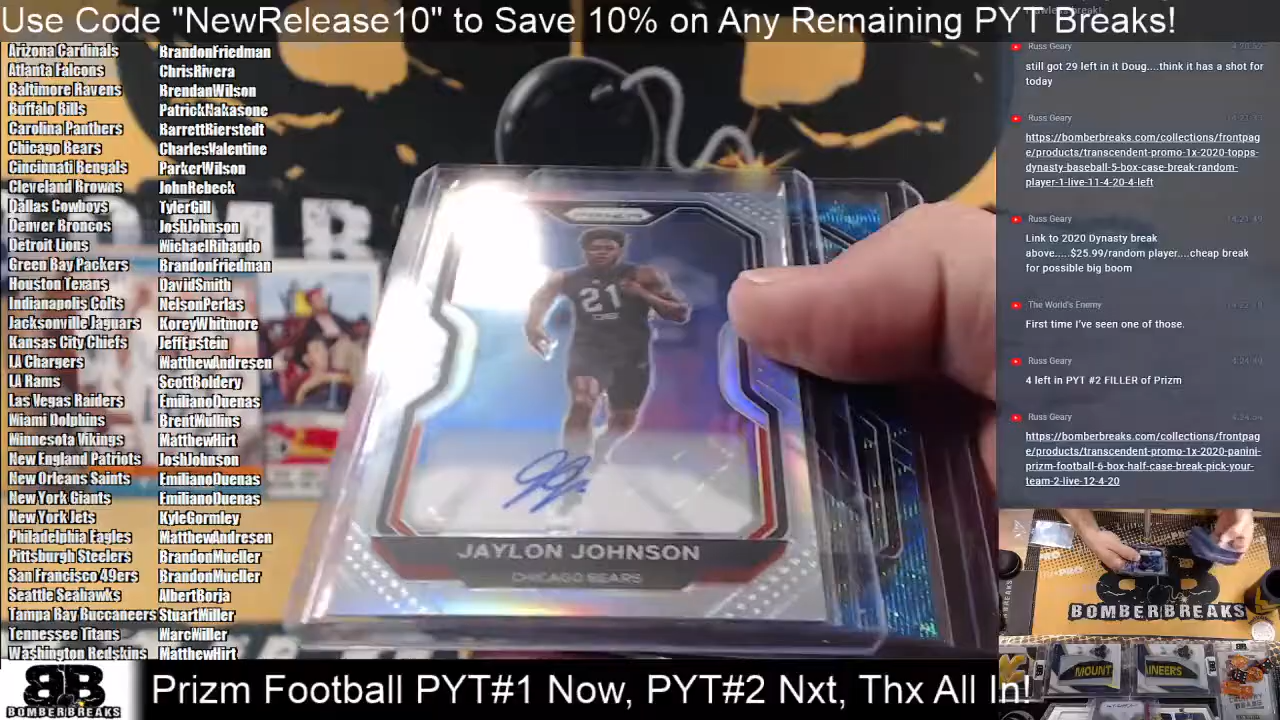 Use Code "NewRelease10" to Save 10% on Any Remaining PYT Breaks!
Arizona Cardinals BrandonFriedman
Atlanta Falcons ChrisRivera
Baltimore Ravens BrendanWilson
Buffalo Bills PatrickNakasone
Carolina Panthers BarrettBierstedt
Chicago Bears CharlesValentine
Cincinnati Bengals ParkerWilson
Cleveland Browns JohnRebeck
Dallas Cowboys TylerGill
Denver Broncos JoshJohnson
Detroit Lions MichaelRibaudo
Green Bay Packers BrandonFriedman
Houston Texans DavidSmith
Indianapolis Colts NelsonPerlas
Jacksonville Jaguars KoreyWhitmore
Kansas City Chiefs JeffEpstein
LA Chargers MatthewAndresen
LA Rams ScottBoldery
Las Vegas Raiders EmilianoDuenas
Miami Dolphins BrentMullins
Minnesota Vikings MatthewHirt
New England Patriots JoshJohnson
New Orleans Saints EmilianoDuenas
New York Giants EmilianoDuenas
New York Jets KyleGormley
Philadelphia Eagles MatthewAndresen
Pittsburgh Steelers BrandonMueller
San Francisco 49ers BrandonMueller
Seattle Seahawks AlbertBorja
Tampa Bay Buccaneers StuartMiller
Tennessee Titans MarcMiller
Washington Redskins MatthewHirt
PRIZM
21
JAYLON JOHNSON
CHICAGO BEARS
break!
Russ Geary
still got 29 left in it Doug....think it has a shot for
today
Russ Geary
https://bomberbreaks.com/collections/frontpag
e/products/transcendent-promo-1x-2020-topps-
dynasty-baseball-5-box-case-break-random-
player-1-live-11-4-20-4-left
Russ Geary
Link to 2020 Dynasty break
above.....$25.99/random player....cheap break
for possible big boom
The World's Enemy
First time I've seen one of those.
Russ Geary
4 left in PYT #2 FILLER of Prizm
Russ Geary
https://bomberbreaks.com/collections/frontpag
e/products/transcendent-promo-1x-2020-panini-
prizm-football-6-box-half-case-break-pick-your-
team-2-live-12-4-20
BOMBERBREAKS
MOUNT
INEERS
BOMBERBREAKS
Prizm Football PYT#1 Now, PYT#2 Nxt, Thx All In!